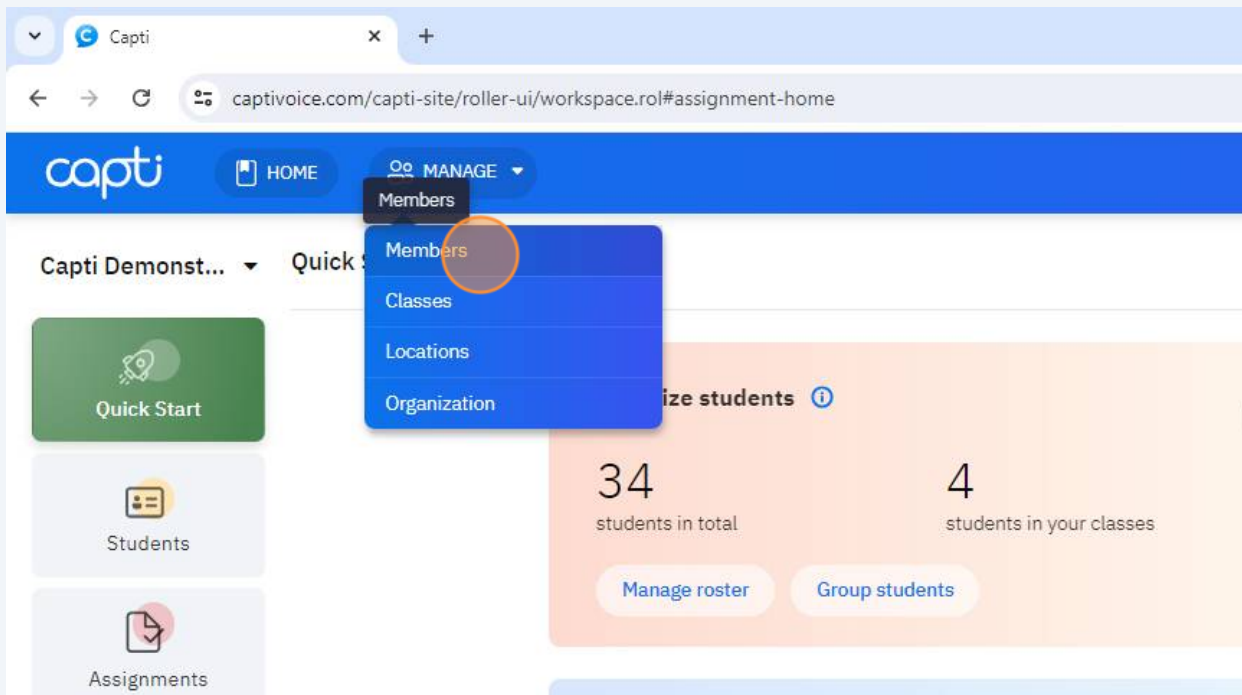 Capti
captivoice.com/capti-site/roller-ui/workspace.rol#assignment-home
capti
HOME
MANAGE
Members
Members
Classes
Locations
Organization
Capti Demonst...
Quick
Quick Start
Students
Assignments
ize students
34
students in total
4
students in your classes
Manage roster
Group students